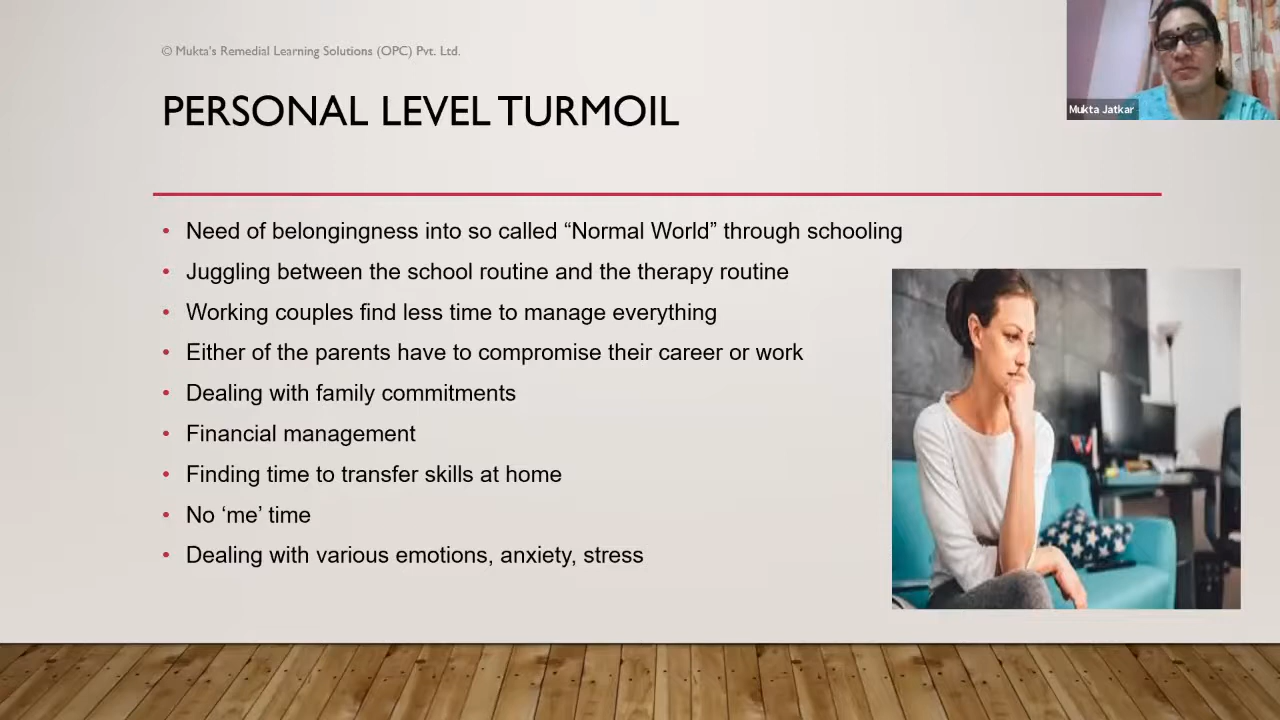 © Mukta's Remedial Learning Solutions (OPC) Pvt. Ltd.
PERSONAL LEVEL TURMOIL
Mukta Jatkar
• Need of belongingness into so called “Normal World” through schooling
• Juggling between the school routine and the therapy routine
• Working couples find less time to manage everything
• Either of the parents have to compromise their career or work
• Dealing with family commitments
• Financial management
• Finding time to transfer skills at home
• No ‘me’ time
• Dealing with various emotions, anxiety, stress